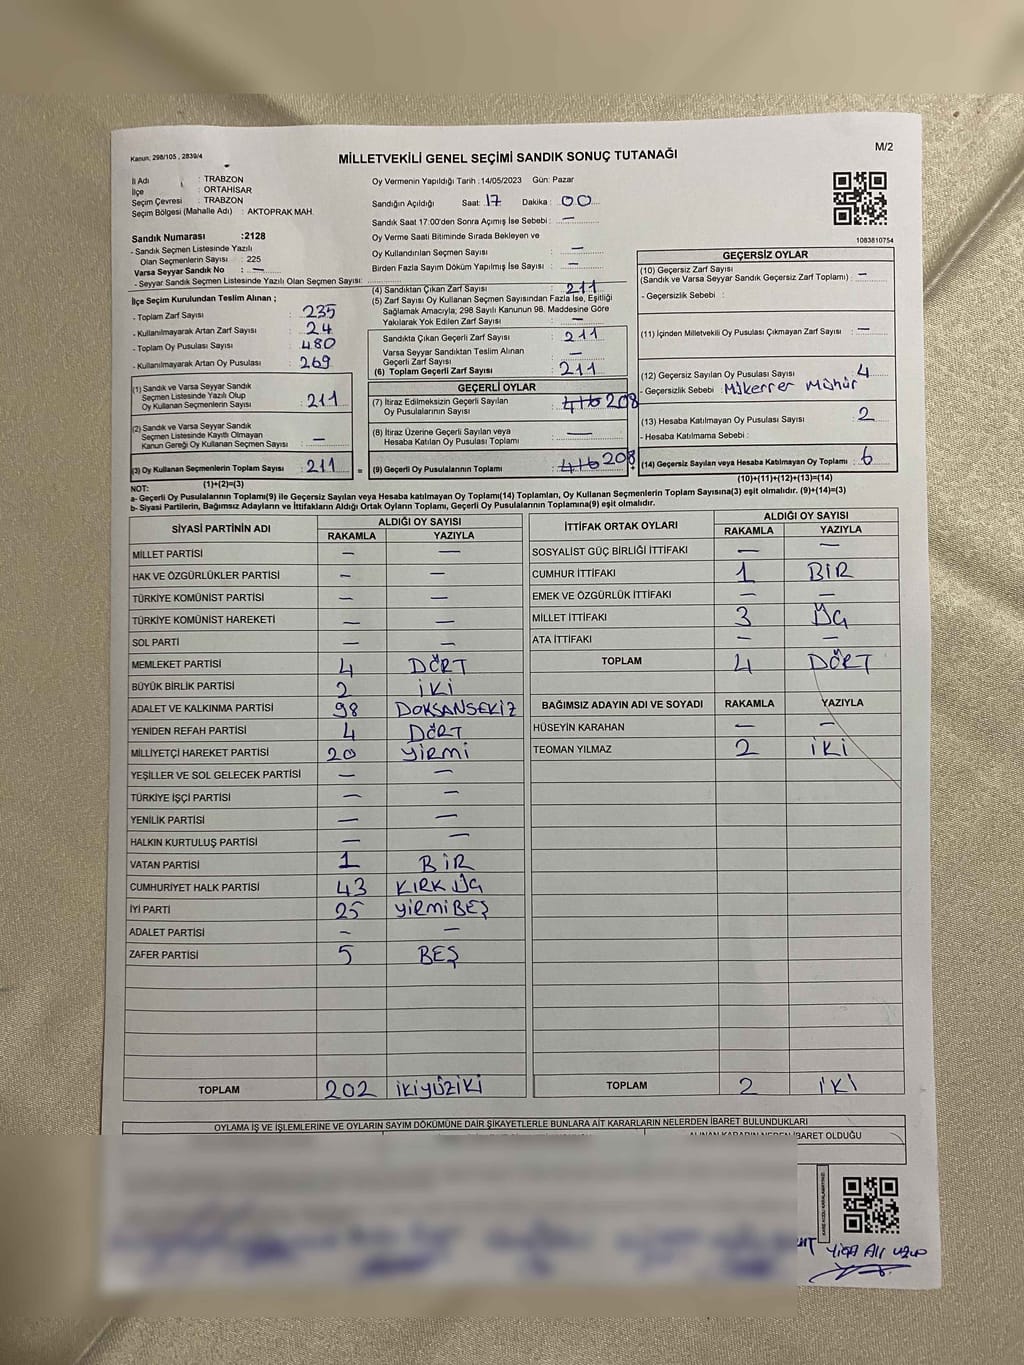 Kanun; 298/105 , 2839/4
M/2
MİLLETVEKİLİ GENEL SEÇİMİ SANDIK SONUÇ TUTANAĞI
İl Adı : TRABZON
İlçe : ORTAHİSAR
Seçim Çevresi : TRABZON
Seçim Bölgesi (Mahalle Adı) : AKTOPRAK MAH.
Sandık Numarası :2128
- Sandık Seçmen Listesinde Yazılı
Olan Seçmenlerin Sayısı : 225
Varsa Seyyar Sandık No : —
- Seyyar Sandık Seçmen Listesinde Yazılı Olan Seçmen Sayısı:
İlçe Seçim Kurulundan Teslim Alınan ;
- Toplam Zarf Sayısı : 235
- Kullanılmayarak Artan Zarf Sayısı : 24
- Toplam Oy Pusulası Sayısı : 480
- Kullanılmayarak Artan Oy Pusulası : 269
(1) Sandık ve Varsa Seyyar Sandık
Seçmen Listesinde Yazılı Olup
Oy Kullanan Seçmenlerin Sayısı : 211
(2) Sandık ve Varsa Seyyar Sandık
Seçmen Listesinde Kayıtlı Olmayan
Kanun Gereği Oy Kullanan Seçmen Sayısı : —
(3) Oy Kullanan Seçmenlerin Toplam Sayısı : 211
(1)+(2)=(3)
Oy Vermenin Yapıldığı Tarih : 14/05/2023 Gün: Pazar
Sandığın Açıldığı Saat: 17 Dakika : 00
Sandık Saat 17:00'den Sonra Açımış İse Sebebi : —
Oy Verme Saati Bitiminde Sırada Bekleyen ve
Oy Kullandırılan Seçmen Sayısı : —
Birden Fazla Sayım Döküm Yapılmış İse Sayısı : —
(4) Sandıktan Çıkan Zarf Sayısı : 211
(5) Zarf Sayısı Oy Kullanan Seçmen Sayısından Fazla İse, Eşitliği
Sağlamak Amacıyla; 298 Sayılı Kanunun 98. Maddesine Göre
Yakılarak Yok Edilen Zarf Sayısı : —
Sandıkta Çıkan Geçerli Zarf Sayısı : 211
Varsa Seyyar Sandıktan Teslim Alınan
Geçerli Zarf Sayısı : —
(6) Toplam Geçerli Zarf Sayısı : 211
GEÇERLİ OYLAR
(7) İtiraz Edilmeksizin Geçerli Sayılan
Oy Pusulalarının Sayısı : 416 208
(8) İtiraz Üzerine Geçerli Sayılan veya
Hesaba Katılan Oy Pusulası Toplamı : —
= (9) Geçerli Oy Pusulalarının Toplamı : 416 208
1083810754
GEÇERSİZ OYLAR
(10) Geçersiz Zarf Sayısı
(Sandık ve Varsa Seyyar Sandık Geçersiz Zarf Toplamı) : —
- Geçersizlik Sebebi :
(11) İçinden Milletvekili Oy Pusulası Çıkmayan Zarf Sayısı : —
(12) Geçersiz Sayılan Oy Pusulası Sayısı : 4
- Geçersizlik Sebebi : Mükerrer Mühür
(13) Hesaba Katılmayan Oy Pusulası Sayısı : 2
- Hesaba Katılmama Sebebi :
(14) Geçersiz Sayılan veya Hesaba Katılmayan Oy Toplamı : 6
(10)+(11)+(12)+(13)=(14)
NOT:
a- Geçerli Oy Pusulalarının Toplamı(9) ile Geçersiz Sayılan veya Hesaba katılmayan Oy Toplamı(14) Toplamları, Oy Kullanan Seçmenlerin Toplam Sayısına(3) eşit olmalıdır. (9)+(14)=(3)
b- Siyasi Partilerin, Bağımsız Adayların ve İttifakların Aldığı Ortak Oyların Toplamı, Geçerli Oy Pusulalarının Toplamına(9) eşit olmalıdır.
SİYASİ PARTİNİN ADI ALDIĞI OY SAYISI
RAKAMLA YAZIYLA
MİLLET PARTİSİ — —
HAK VE ÖZGÜRLÜKLER PARTİSİ — —
TÜRKİYE KOMÜNİST PARTİSİ — —
TÜRKİYE KOMÜNİST HAREKETİ — —
SOL PARTİ — —
MEMLEKET PARTİSİ 4 DÖRT
BÜYÜK BİRLİK PARTİSİ 2 İKİ
ADALET VE KALKINMA PARTİSİ 98 DOKSANSEKİZ
YENİDEN REFAH PARTİSİ 4 DÖRT
MİLLİYETÇİ HAREKET PARTİSİ 20 YİRMİ
YEŞİLLER VE SOL GELECEK PARTİSİ — —
TÜRKİYE İŞÇİ PARTİSİ — —
YENİLİK PARTİSİ — —
HALKIN KURTULUŞ PARTİSİ — —
VATAN PARTİSİ 1 BİR
CUMHURİYET HALK PARTİSİ 43 KIRK ÜÇ
İYİ PARTİ 25 YİRMİBEŞ
ADALET PARTİSİ — —
ZAFER PARTİSİ 5 BEŞ
TOPLAM 202 İKİYÜZİKİ
İTTİFAK ORTAK OYLARI ALDIĞI OY SAYISI
RAKAMLA YAZIYLA
SOSYALİST GÜÇ BİRLİĞİ İTTİFAKI — —
CUMHUR İTTİFAKI 1 BİR
EMEK VE ÖZGÜRLÜK İTTİFAKI — —
MİLLET İTTİFAKI 3 ÜÇ
ATA İTTİFAKI — —
TOPLAM 4 DÖRT
BAĞIMSIZ ADAYIN ADI VE SOYADI RAKAMLA YAZIYLA
HÜSEYİN KARAHAN — —
TEOMAN YILMAZ 2 İKİ
TOPLAM 2 İKİ
OYLAMA İŞ VE İŞLEMLERİNE VE OYLARIN SAYIM DÖKÜMÜNE DAİR ŞİKAYETLERLE BUNLARA AİT KARARLARIN NELERDEN İBARET BULUNDUKLARI
ALINAN KARARIN NEDEN İBARET OLDUĞU